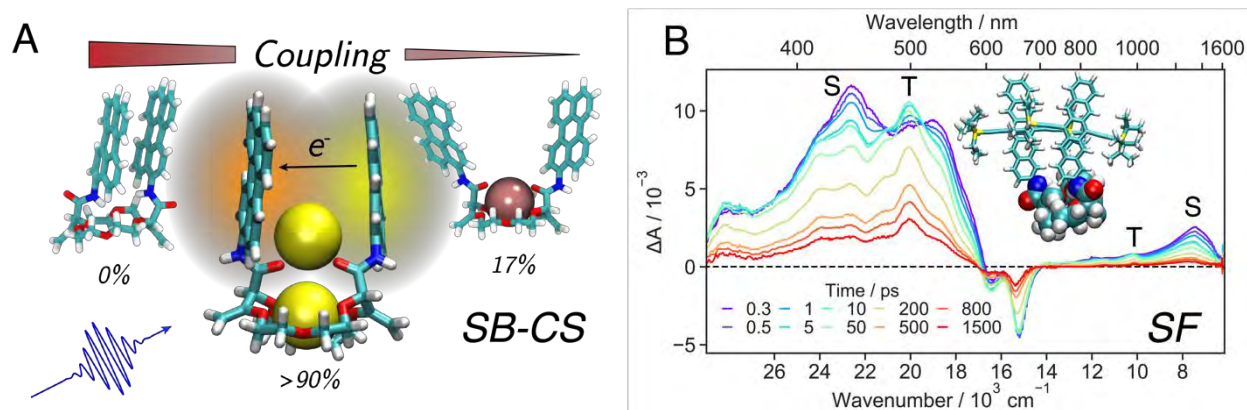 A
Coupling
e-
0%
17%
>90%
SB-CS
B
Wavelength / nm
400 500 600 700 800 1000 1600
S
T
S
T
10
5
0
−5
ΔA / 10⁻³
Time / ps
0.3 1 10 200 800
0.5 5 50 500 1500
SF
26 24 22 20 18 16 14 12 10 8
Wavenumber / 10³ cm⁻¹